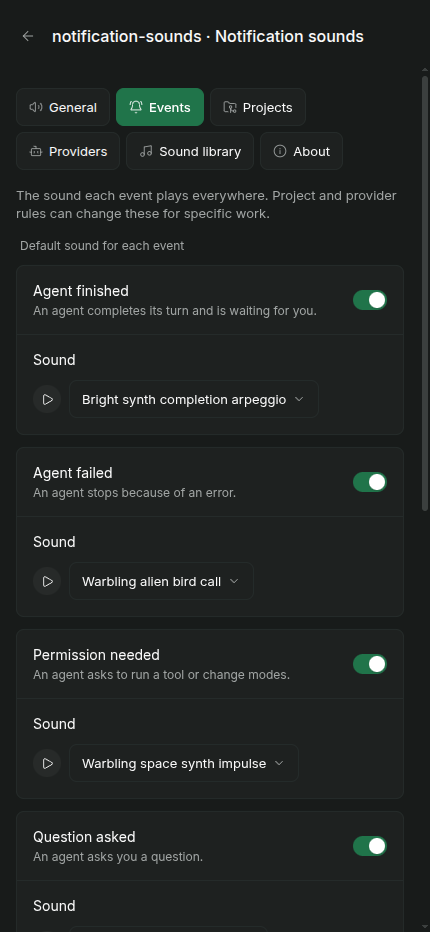 notification-sounds · Notification sounds
General
Events
Projects
Providers
Sound library
About
The sound each event plays everywhere. Project and provider
rules can change these for specific work.
Default sound for each event
Agent finished
An agent completes its turn and is waiting for you.
Sound
Bright synth completion arpeggio
Agent failed
An agent stops because of an error.
Sound
Warbling alien bird call
Permission needed
An agent asks to run a tool or change modes.
Sound
Warbling space synth impulse
Question asked
An agent asks you a question.
Sound